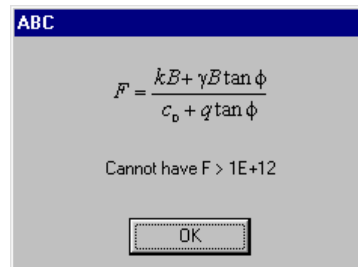 ABC
F = (kB + γB tan ϕ) / (c_D + q tan ϕ)
Cannot have F > 1E+12
OK